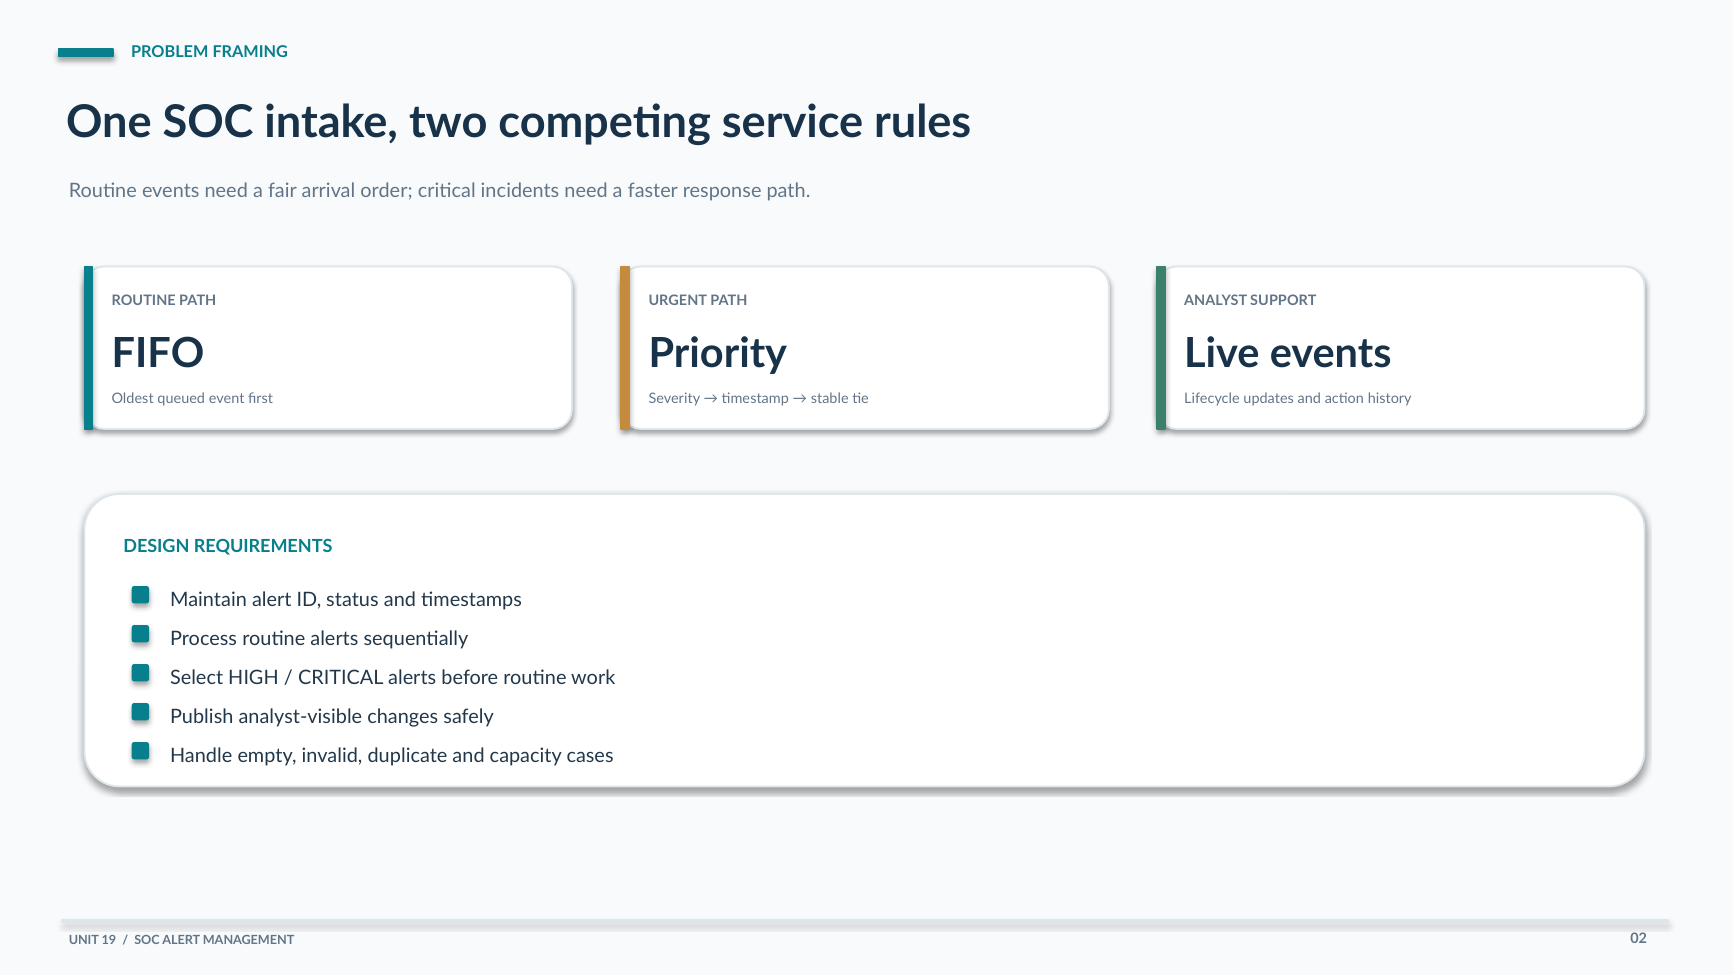 PROBLEM FRAMING
One SOC intake, two competing service rules
Routine events need a fair arrival order; critical incidents need a faster response path.
ROUTINE PATH
FIFO
Oldest queued event first
URGENT PATH
Priority
Severity → timestamp → stable tie
ANALYST SUPPORT
Live events
Lifecycle updates and action history
DESIGN REQUIREMENTS
Maintain alert ID, status and timestamps
Process routine alerts sequentially
Select HIGH / CRITICAL alerts before routine work
Publish analyst-visible changes safely
Handle empty, invalid, duplicate and capacity cases
UNIT 19 / SOC ALERT MANAGEMENT
02